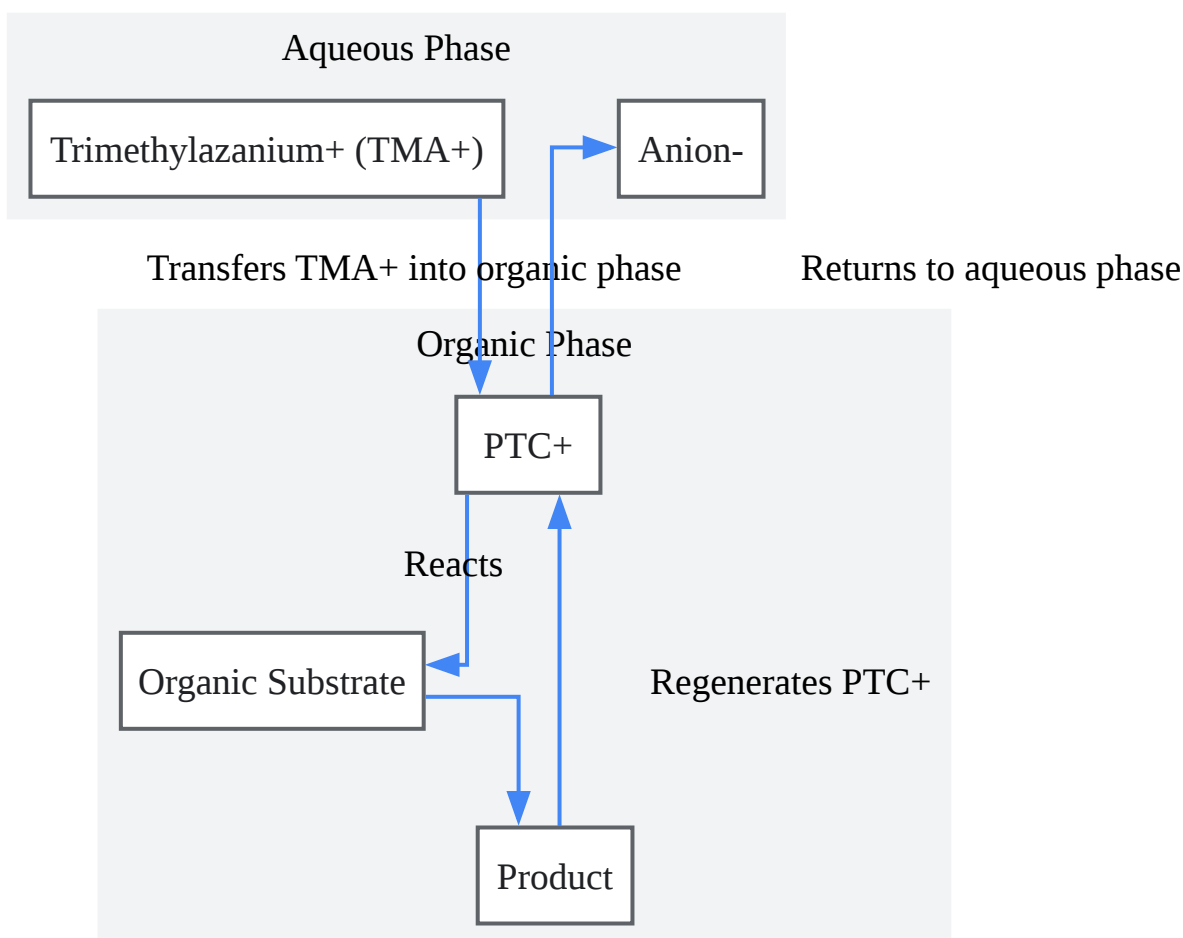 Aqueous Phase
Trimethylazanium+ (TMA+)
Anion-
Transfers TMA+ into organic phase
Returns to aqueous phase
Organic Phase
PTC+
Reacts
Organic Substrate
Regenerates PTC+
Product